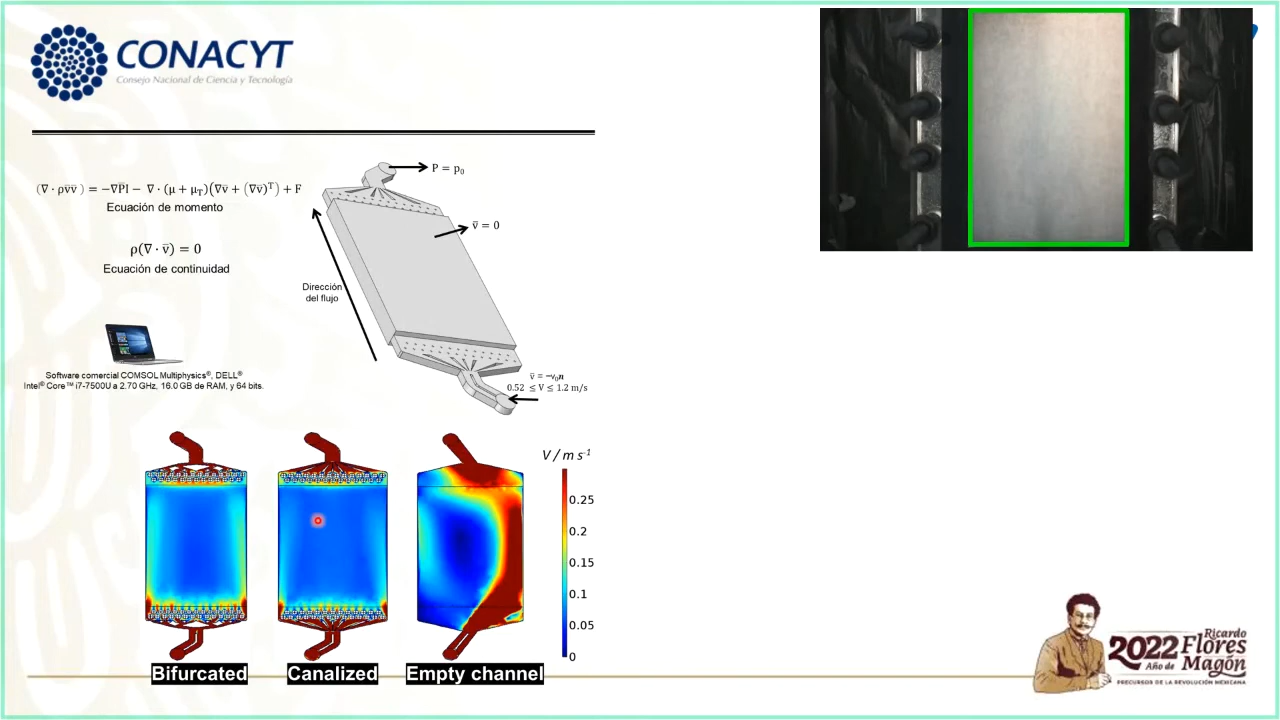 CONACYT
Consejo Nacional de Ciencia y Tecnología
(∇ · ρv̄v̄ ) = −∇P̄I − ∇ · (μ + μT)(∇v̄ + (∇v̄)ᵀ) + F
Ecuación de momento
ρ(∇ · v̄) = 0
Ecuación de continuidad
Software comercial COMSOL Multiphysics®, DELL®
Intel® Core™ i7-7500U a 2.70 GHz, 16.0 GB de RAM, y 64 bits.
P = p₀
v̄ = 0
Dirección
del flujo
v̄ = −v₀n
0.52 ≤ V ≤ 1.2 m/s
V / m s⁻¹
0.25
0.2
0.15
0.1
0.05
0
Bifurcated
Canalized
Empty channel
2022 Ricardo
Año de Flores
Magón
PRECURSOR DE LA REVOLUCIÓN MEXICANA